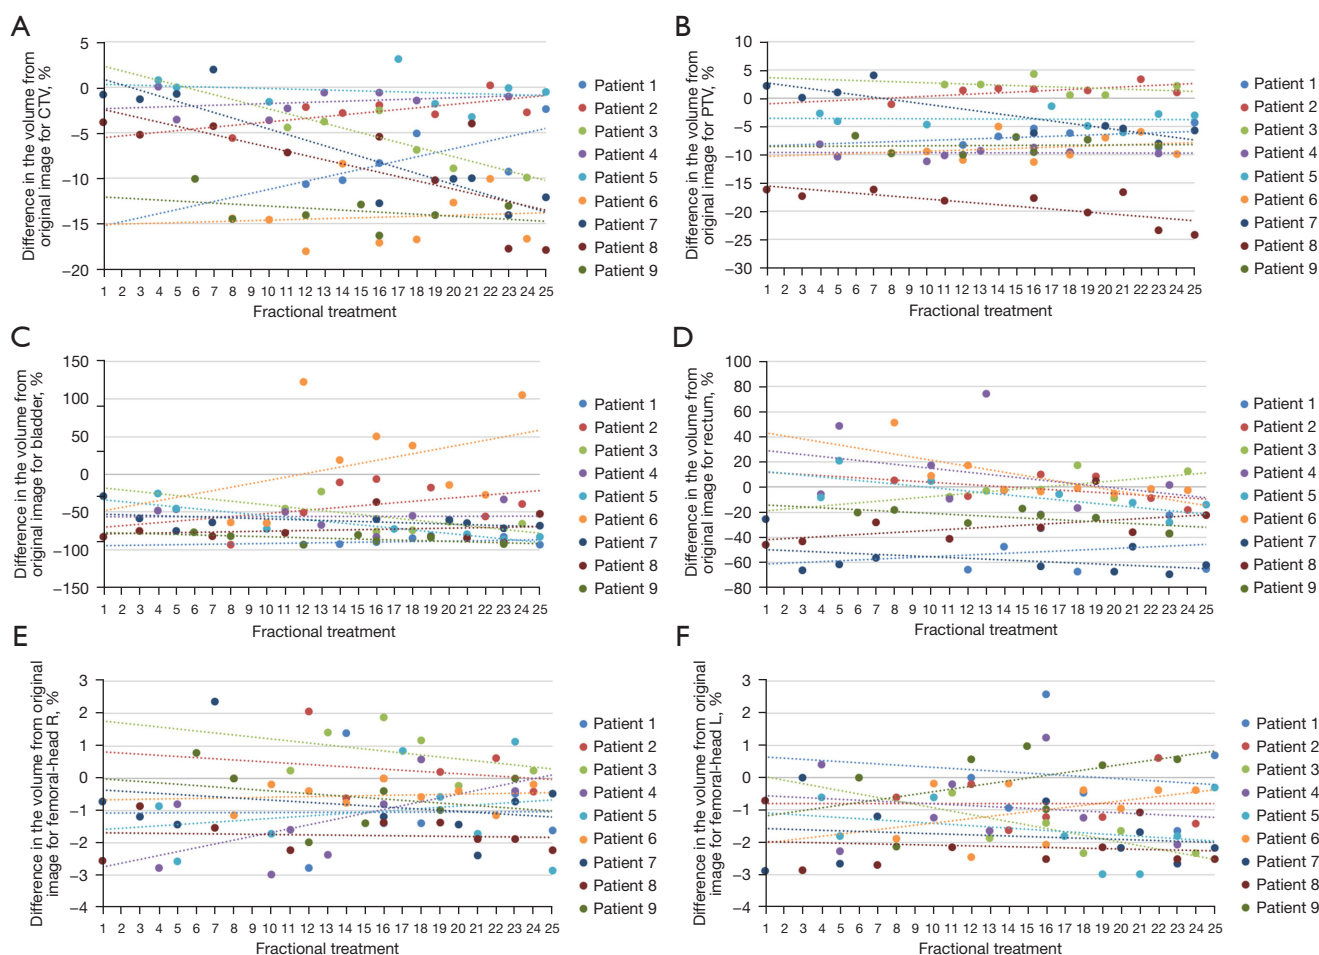 A
Difference in the volume from
original image for CTV, %
5
0
−5
−10
−15
−20
1 2 3 4 5 6 7 8 9 10 11 12 13 14 15 16 17 18 19 20 21 22 23 24 25
Fractional treatment
Patient 1
Patient 2
Patient 3
Patient 4
Patient 5
Patient 6
Patient 7
Patient 8
Patient 9
B
Difference in the volume from
original image for PTV, %
10
5
0
−5
−10
−15
−20
−25
−30
1 2 3 4 5 6 7 8 9 10 11 12 13 14 15 16 17 18 19 20 21 22 23 24 25
Fractional treatment
Patient 1
Patient 2
Patient 3
Patient 4
Patient 5
Patient 6
Patient 7
Patient 8
Patient 9
C
Difference in the volume from
original image for bladder, %
150
100
50
0
−50
−100
−150
1 2 3 4 5 6 7 8 9 10 11 12 13 14 15 16 17 18 19 20 21 22 23 24 25
Fractional treatment
Patient 1
Patient 2
Patient 3
Patient 4
Patient 5
Patient 6
Patient 7
Patient 8
Patient 9
D
Difference in the volume from
original image for rectum, %
100
80
60
40
20
0
−20
−40
−60
−80
1 2 3 4 5 6 7 8 9 10 11 12 13 14 15 16 17 18 19 20 21 22 23 24 25
Fractional treatment
Patient 1
Patient 2
Patient 3
Patient 4
Patient 5
Patient 6
Patient 7
Patient 8
Patient 9
E
Difference in the volume from original
image for femoral-head R, %
3
2
1
0
−1
−2
−3
−4
1 2 3 4 5 6 7 8 9 10 11 12 13 14 15 16 17 18 19 20 21 22 23 24 25
Fractional treatment
Patient 1
Patient 2
Patient 3
Patient 4
Patient 5
Patient 6
Patient 7
Patient 8
Patient 9
F
Difference in the volume from original
image for femoral-head L, %
3
2
1
0
−1
−2
−3
−4
1 2 3 4 5 6 7 8 9 10 11 12 13 14 15 16 17 18 19 20 21 22 23 24 25
Fractional treatment
Patient 1
Patient 2
Patient 3
Patient 4
Patient 5
Patient 6
Patient 7
Patient 8
Patient 9